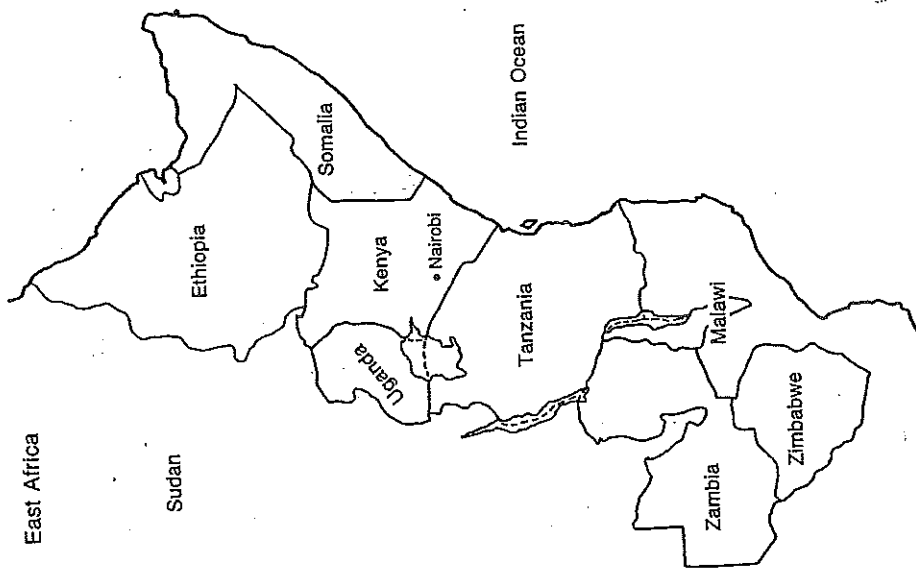 East Africa
Sudan
Ethiopia
Somalia
Uganda
Kenya
• Nairobi
Indian Ocean
Tanzania
Malawi
Zambia
Zimbabwe